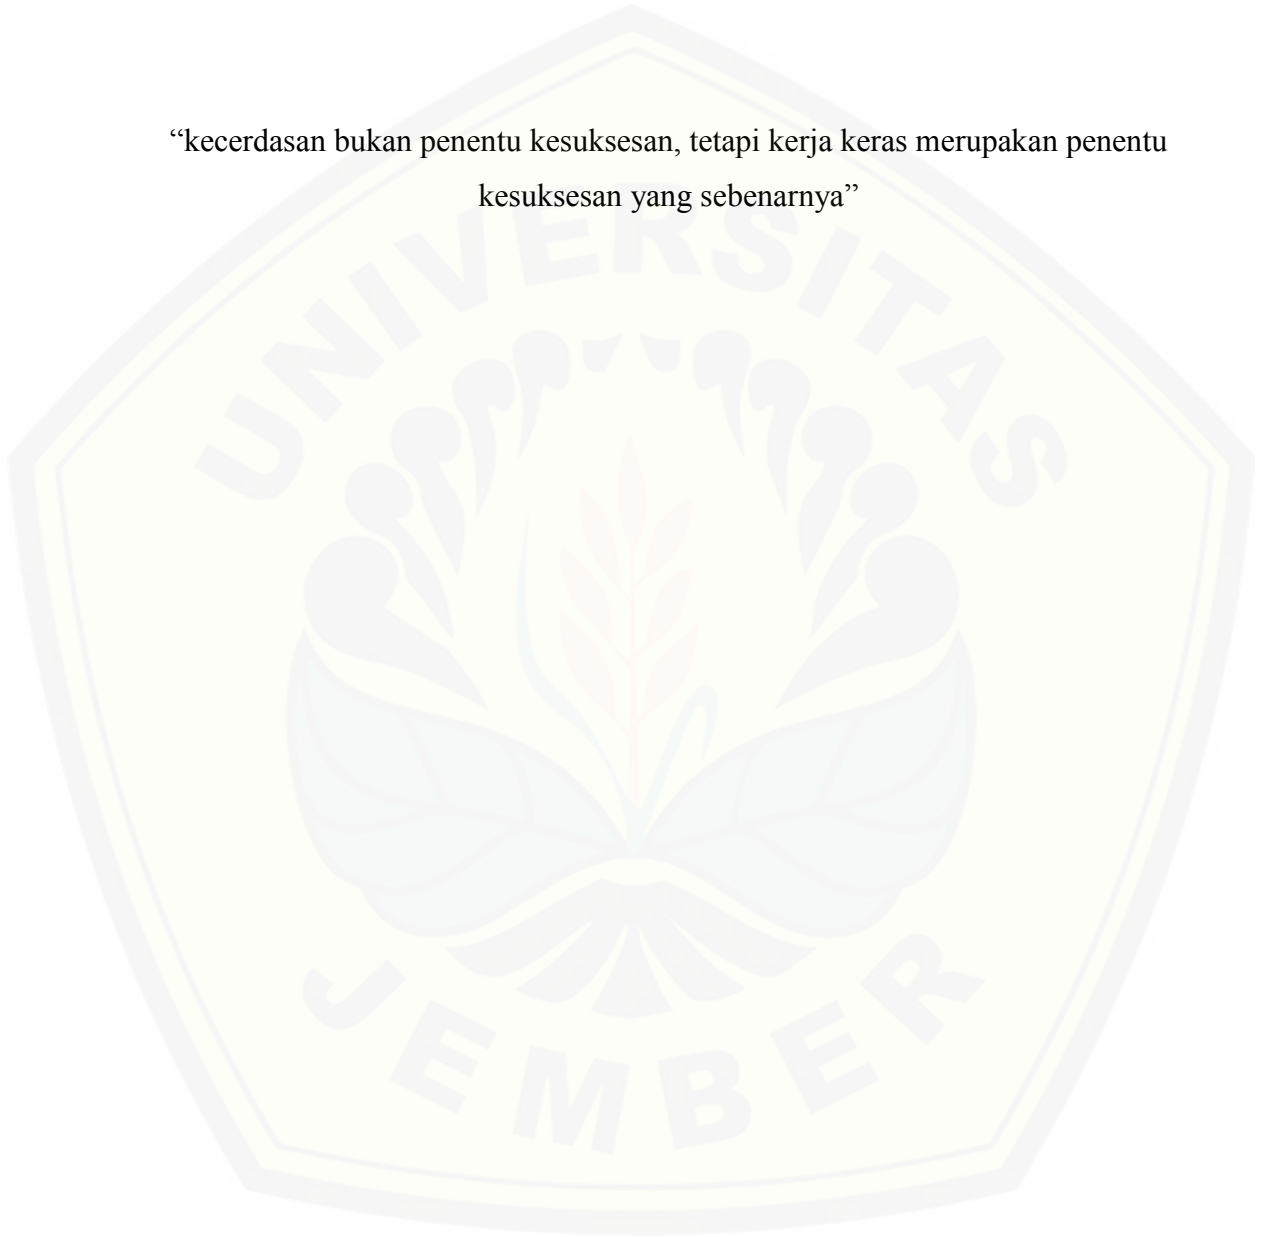 “kecerdasan bukan penentu kesuksesan, tetapi kerja keras merupakan penentu
kesuksesan yang sebenarnya”
UNIVERSITAS
JEMBER